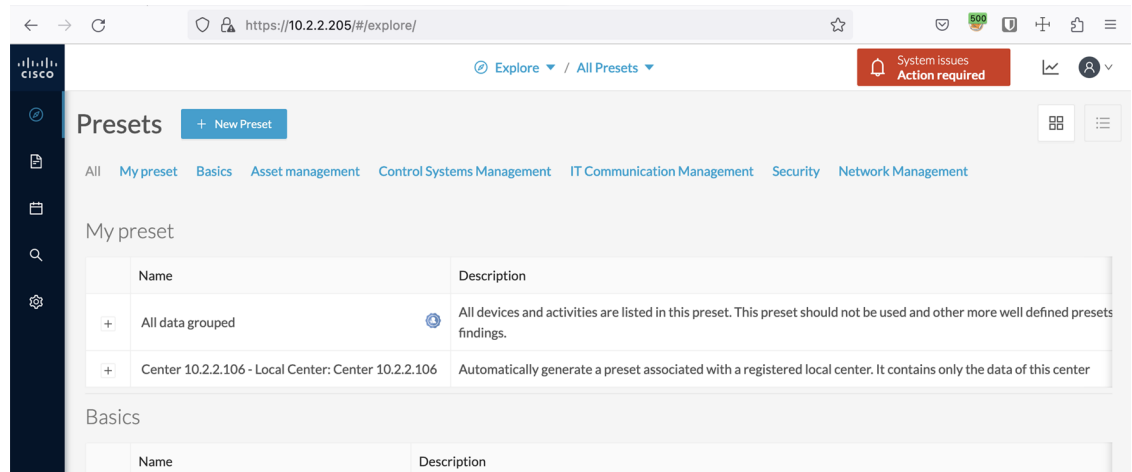 https://10.2.2.205/#/explore/
500
CISCO
Explore / All Presets
System issues
Action required
Presets
+ New Preset
All My preset Basics Asset management Control Systems Management IT Communication Management Security Network Management
My preset
Name Description
All data grouped
All devices and activities are listed in this preset. This preset should not be used and other more well defined presets
findings.
Center 10.2.2.106 - Local Center: Center 10.2.2.106 Automatically generate a preset associated with a registered local center. It contains only the data of this center
Basics
Name Description